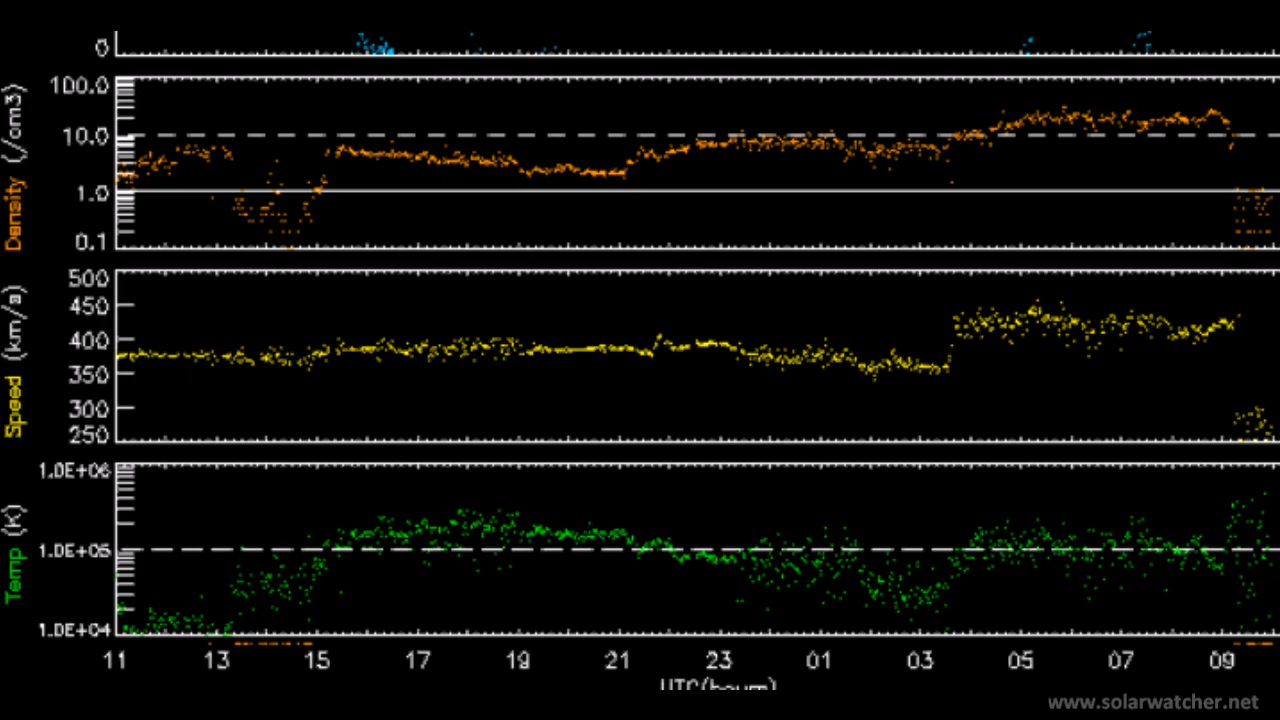 0
100.0
10.0
1.0
0.1
Density (/cm3)
500
450
400
350
300
250
Speed (km/s)
1.0E+06
1.0E+05
1.0E+04
Temp (K)
11 13 15 17 19 21 23 01 03 05 07 09
UTC(hours)
www.solarwatcher.net